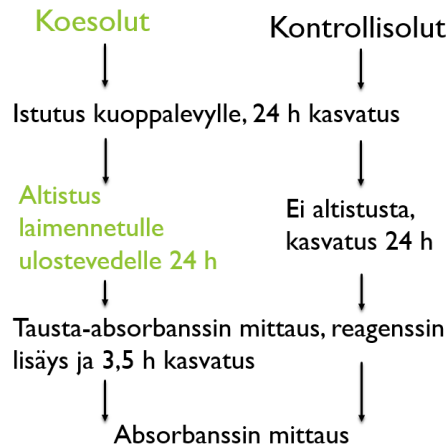 Koesolut
Kontrollisolut
Istutus kuoppalevylle, 24 h kasvatus
Altistus
laimennetulle
ulostevedelle 24 h
Ei altistusta,
kasvatus 24 h
Tausta-absorbanssin mittaus, reagenssin
lisäys ja 3,5 h kasvatus
Absorbanssin mittaus